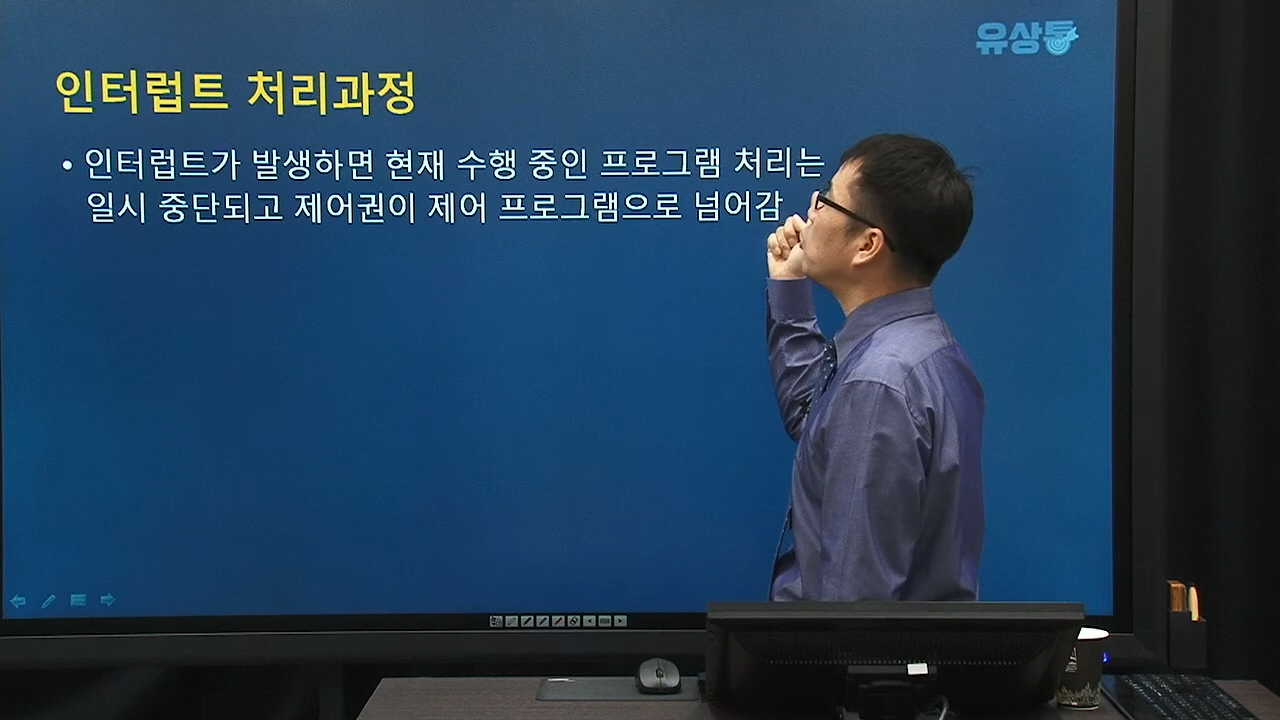 유상통
인터럽트 처리과정
• 인터럽트가 발생하면 현재 수행 중인 프로그램 처리는
일시 중단되고 제어권이 제어 프로그램으로 넘어감